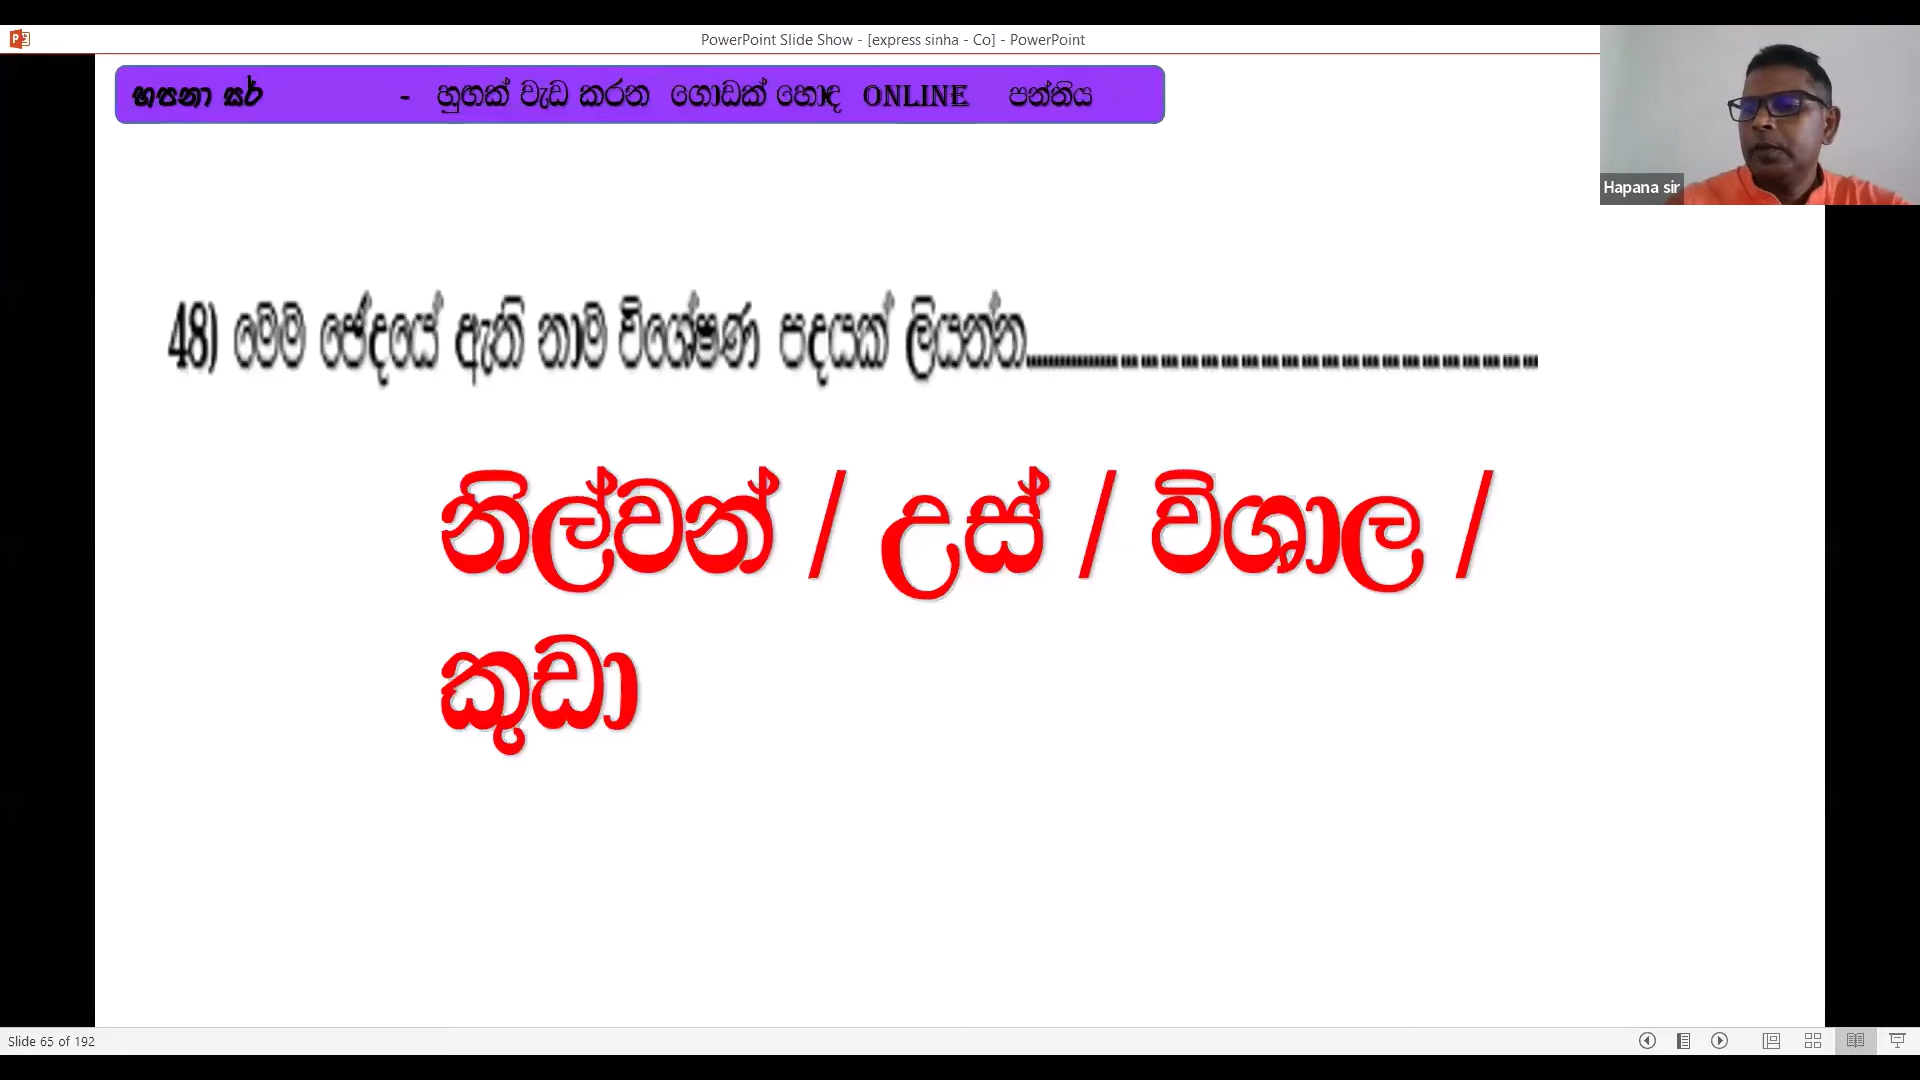 PowerPoint Slide Show - [express sinha - Co] - PowerPoint
හපනා සර් - හුඟක් වැඩ කරන ගොඩක් හොඳ ONLINE පන්තිය
Hapana sir
48) මෙම ඡේදයේ ඇති නාම විශේෂණ පදයක් ලියන්න..............................................
නිල්වන් / උස් / විශාල /
කුඩා
Slide 65 of 192